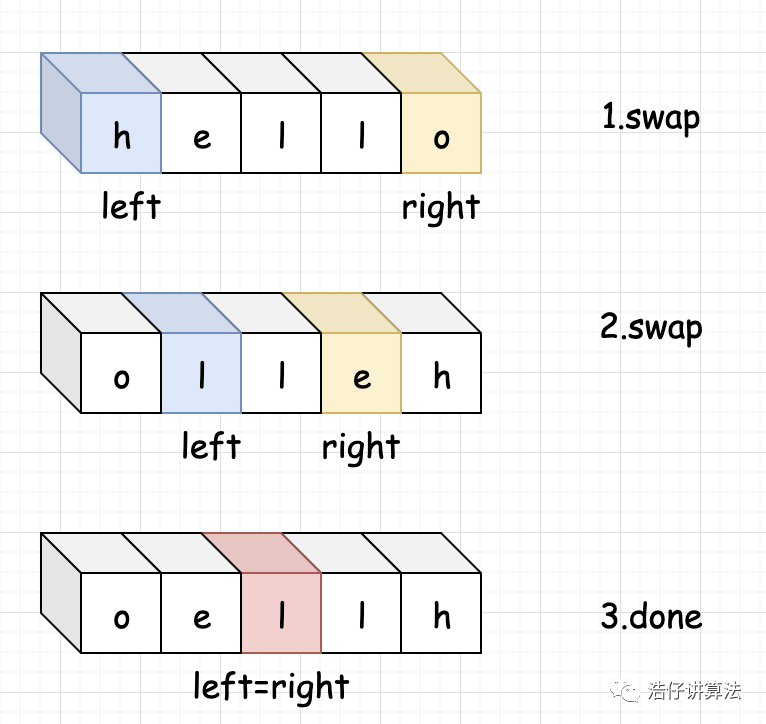 h e l l o
1.swap
left right
o l l e h
2.swap
left right
o e l l h
3.done
left=right
浩仔讲算法